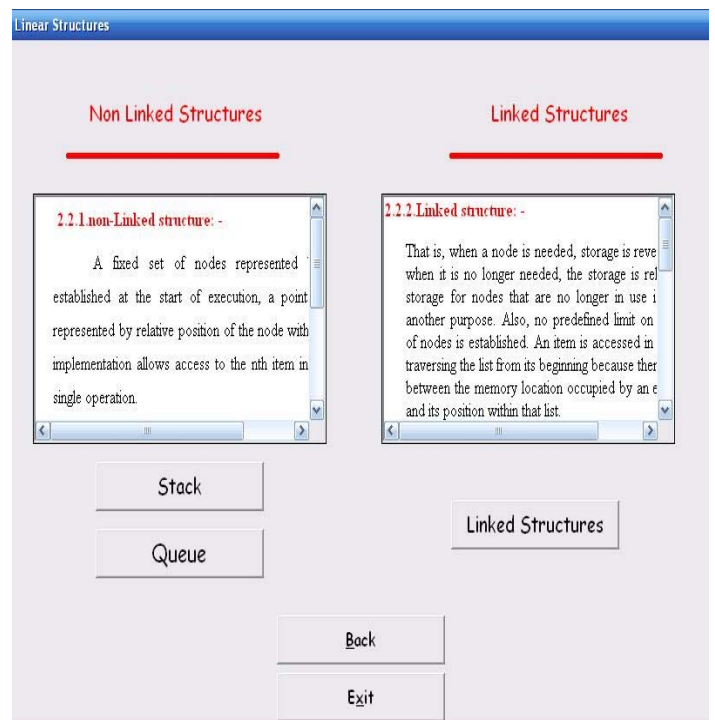 Linear Structures
Non Linked Structures
2.2.1.non-Linked structure: -
A fixed set of nodes represented
established at the start of execution, a point
represented by relative position of the node with
implementation allows access to the nth item in
single operation.
Stack
Queue
Linked Structures
2.2.2.Linked structure: -
That is, when a node is needed, storage is reve
when it is no longer needed, the storage is rel
storage for nodes that are no longer in use i
another purpose. Also, no predefined limit on
of nodes is established. An item is accessed in
traversing the list from its beginning because ther
between the memory location occupied by an e
and its position within that list.
Linked Structures
Back
Exit